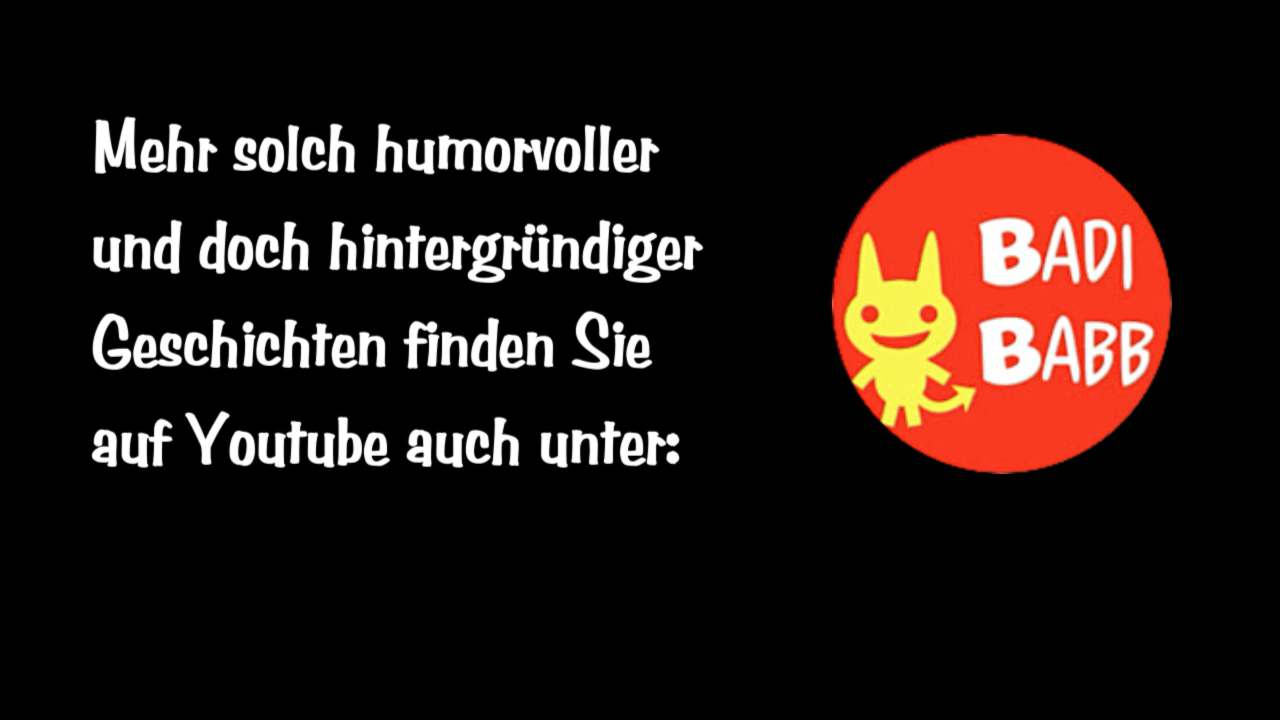 Mehr solch humorvoller
und doch hintergründiger
Geschichten finden Sie
auf Youtube auch unter:
BADI
BABB